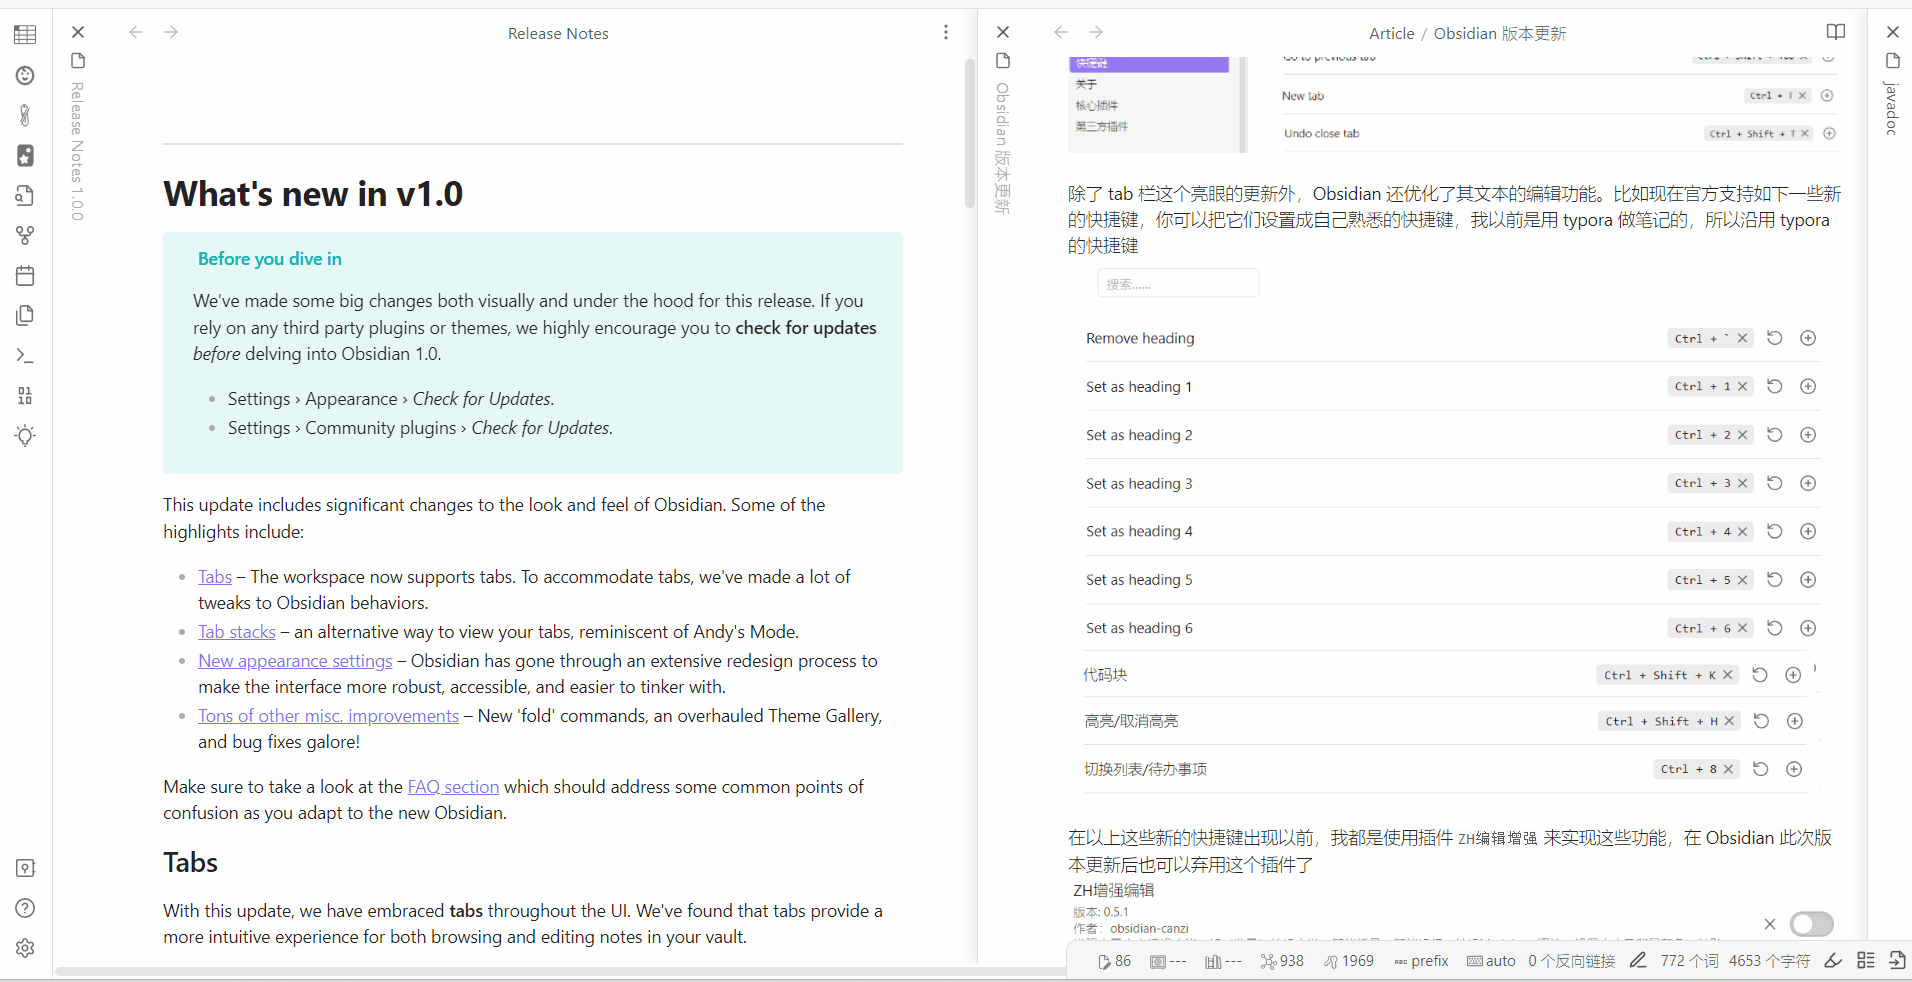 Release Notes
Release Notes 1.0.0
What's new in v1.0
Before you dive in
We've made some big changes both visually and under the hood for this release. If you
rely on any third party plugins or themes, we highly encourage you to check for updates
before delving into Obsidian 1.0.
Settings › Appearance › Check for Updates.
Settings › Community plugins › Check for Updates.
This update includes significant changes to the look and feel of Obsidian. Some of the
highlights include:
Tabs – The workspace now supports tabs. To accommodate tabs, we've made a lot of
tweaks to Obsidian behaviors.
Tab stacks – an alternative way to view your tabs, reminiscent of Andy's Mode.
New appearance settings – Obsidian has gone through an extensive redesign process to
make the interface more robust, accessible, and easier to tinker with.
Tons of other misc. improvements – New 'fold' commands, an overhauled Theme Gallery,
and bug fixes galore!
Make sure to take a look at the FAQ section which should address some common points of
confusion as you adapt to the new Obsidian.
Tabs
With this update, we have embraced tabs throughout the UI. We've found that tabs provide a
more intuitive experience for both browsing and editing notes in your vault.
Article / Obsidian 版本更新
Obsidian 版本更新
快捷键
关于
核心插件
第三方插件
Go to previous tab Ctrl + Shift + Tab
New tab Ctrl + T
Undo close tab Ctrl + Shift + T
除了 tab 栏这个亮眼的更新外，Obsidian 还优化了其文本的编辑功能。比如现在官方支持如下一些新
的快捷键，你可以把它们设置成自己熟悉的快捷键，我以前是用 typora 做笔记的，所以沿用 typora
的快捷键
搜索......
Remove heading Ctrl + `
Set as heading 1 Ctrl + 1
Set as heading 2 Ctrl + 2
Set as heading 3 Ctrl + 3
Set as heading 4 Ctrl + 4
Set as heading 5 Ctrl + 5
Set as heading 6 Ctrl + 6
代码块 Ctrl + Shift + K
高亮/取消高亮 Ctrl + Shift + H
切换列表/待办事项 Ctrl + 8
在以上这些新的快捷键出现以前，我都是使用插件 ZH编辑增强 来实现这些功能，在 Obsidian 此次版
本更新后也可以弃用这个插件了
ZH增强编辑
版本: 0.5.1
作者: obsidian-canzi
86 --- --- 938 1969 ABC prefix auto 0 个反向链接 772 个词 4653 个字符
javadoc